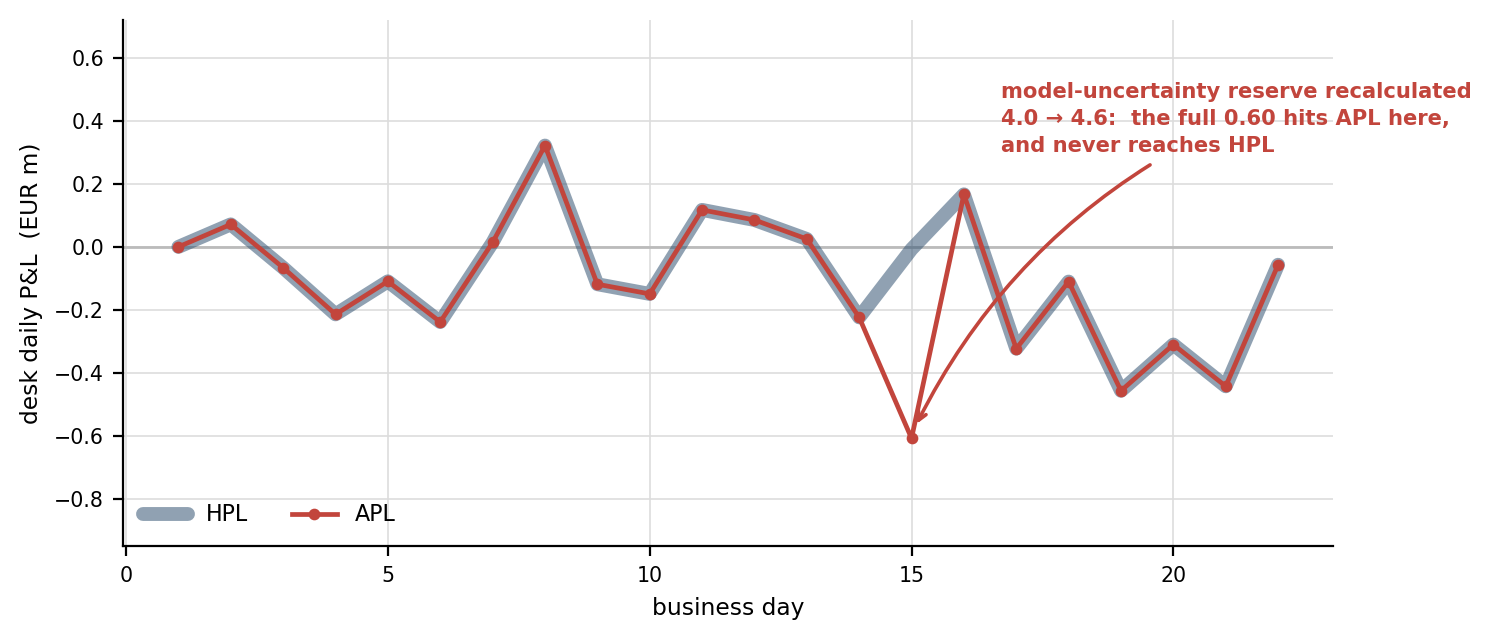 0.6
0.4
0.2
0.0
−0.2
−0.4
−0.6
−0.8
desk daily P&L  (EUR m)
model-uncertainty reserve recalculated
4.0 → 4.6:  the full 0.60 hits APL here,
and never reaches HPL
HPL
APL
0
5
10
15
20
business day